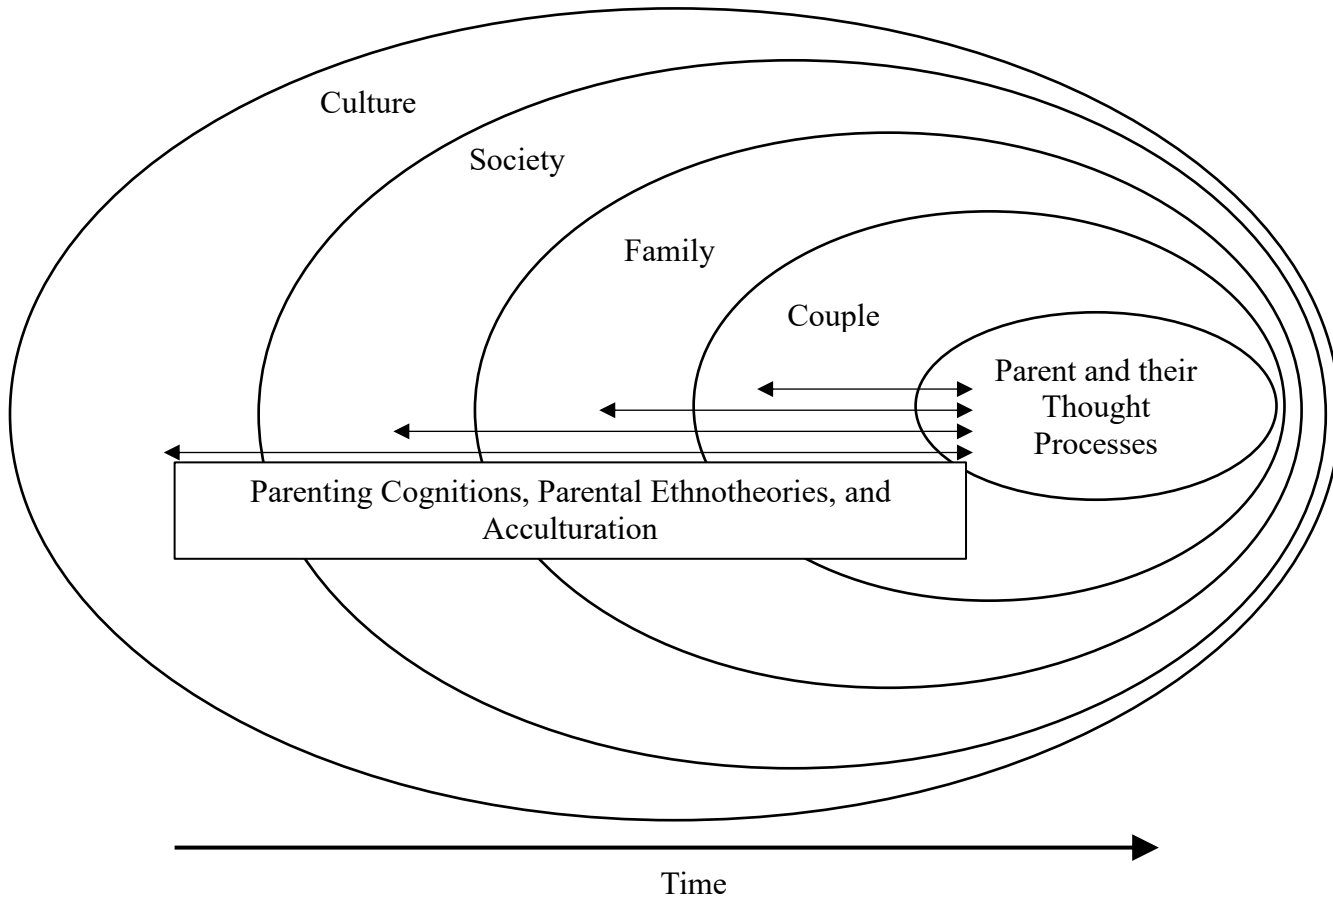 Culture
Society
Family
Couple
Parent and their
Thought
Processes
Parenting Cognitions, Parental Ethnotheories, and
Acculturation
Time